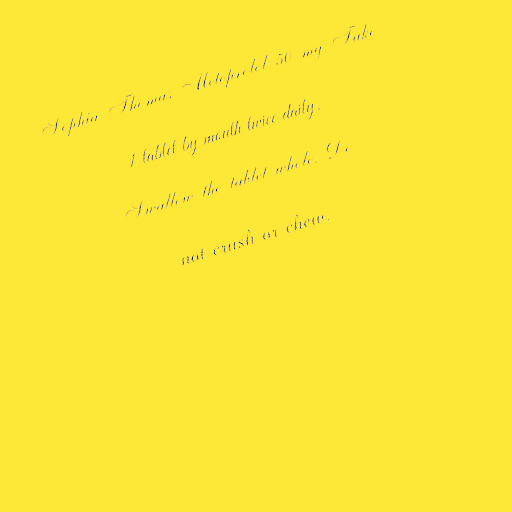 Sophia Thomas, Metoprolol 50 mg Take
1 tablet by mouth twice daily.
Swallow the tablet whole. Do
not crush or chew.